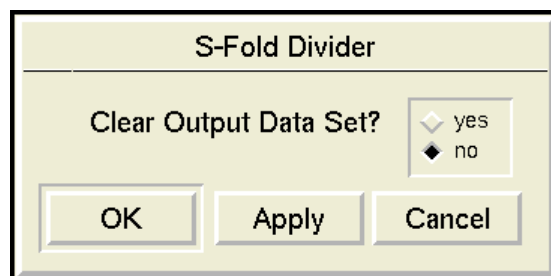 S-Fold Divider
Clear Output Data Set?
yes
no
OK Apply Cancel